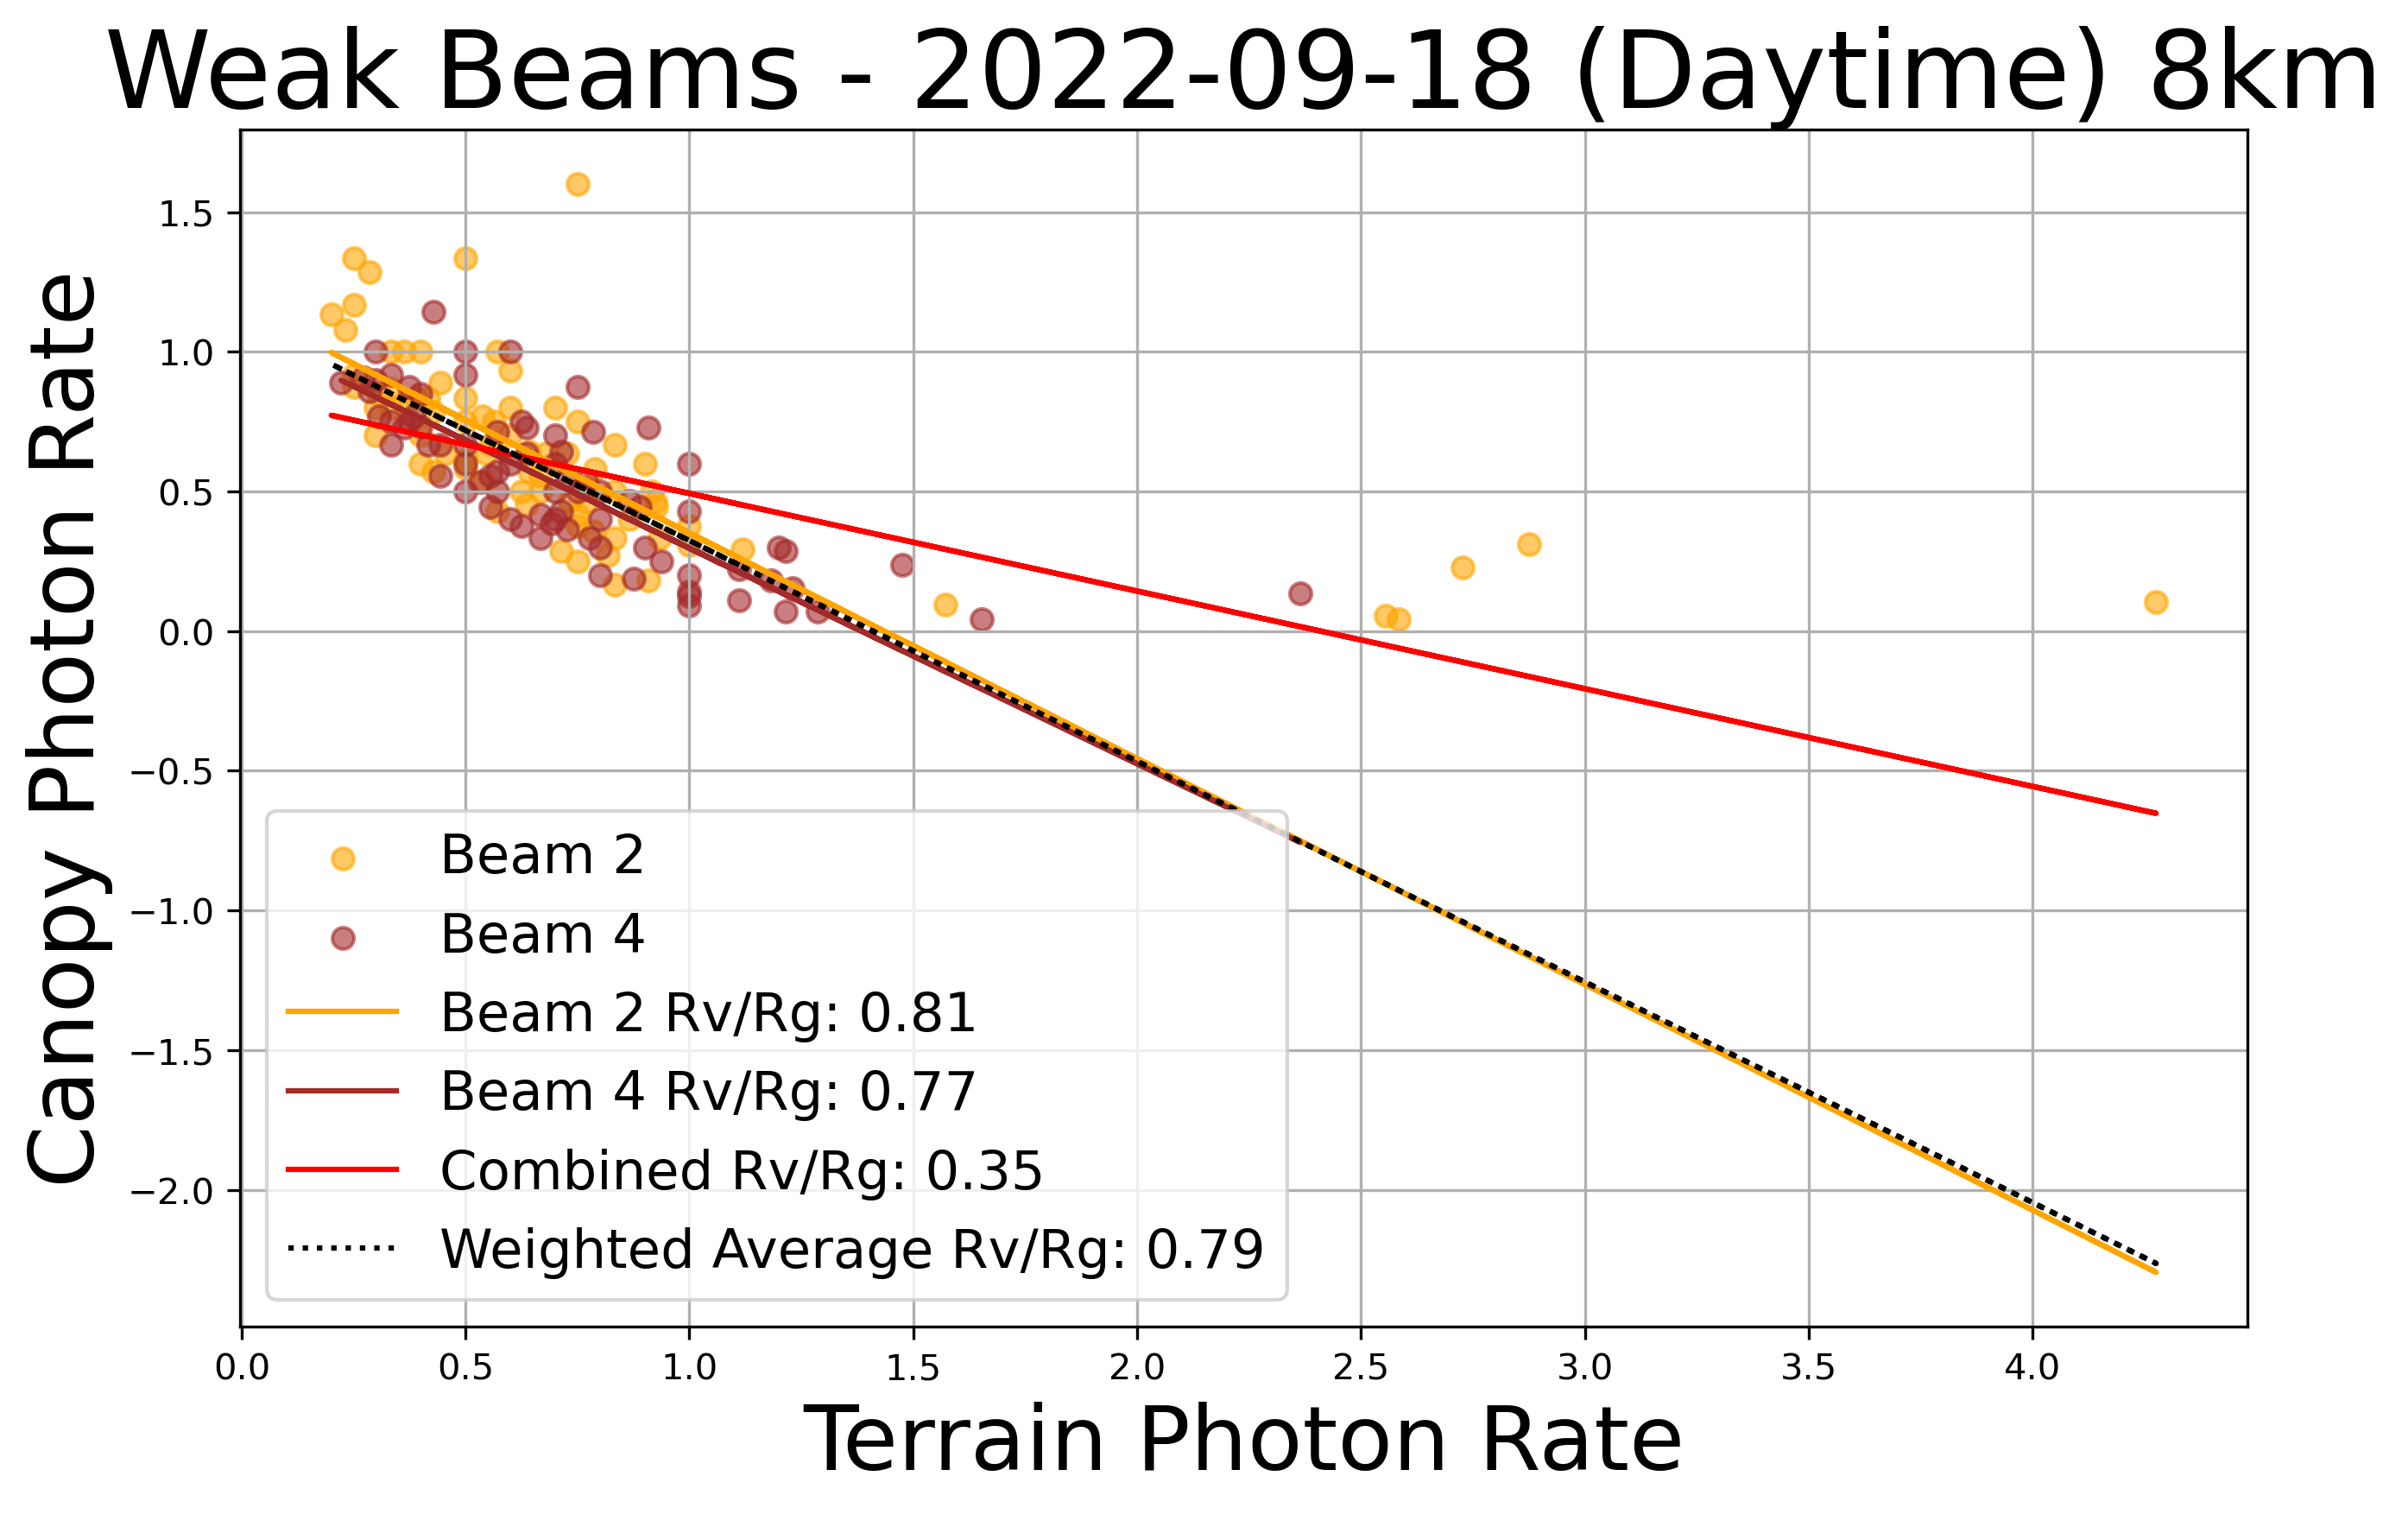 Weak Beams - 2022-09-18 (Daytime) 8km
Canopy Photon Rate
1.5
1.0
0.5
0.0
−0.5
−1.0
−1.5
−2.0
Beam 2
Beam 4
Beam 2 Rv/Rg: 0.81
Beam 4 Rv/Rg: 0.77
Combined Rv/Rg: 0.35
Weighted Average Rv/Rg: 0.79
0.0 0.5 1.0 1.5 2.0 2.5 3.0 3.5 4.0
Terrain Photon Rate